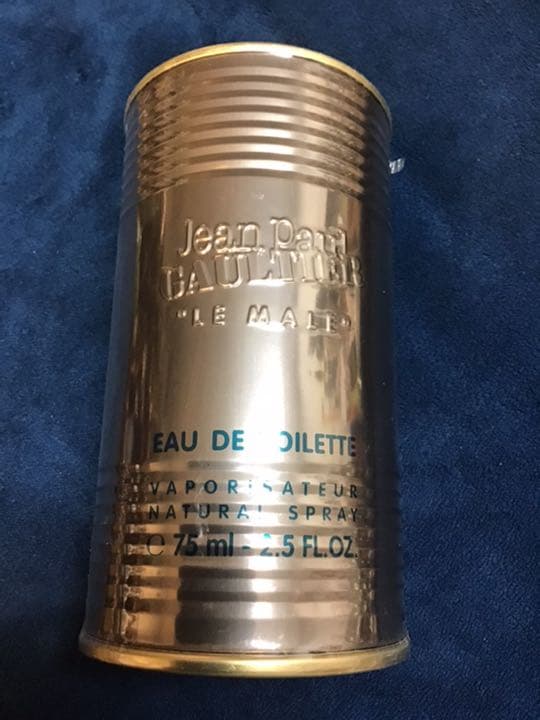 Jean Paul
GAULTIER
"LE MALE"
EAU DE TOILETTE
VAPORISATEUR
NATURAL SPRAY
℮ 75 ml - 2.5 FL.OZ.